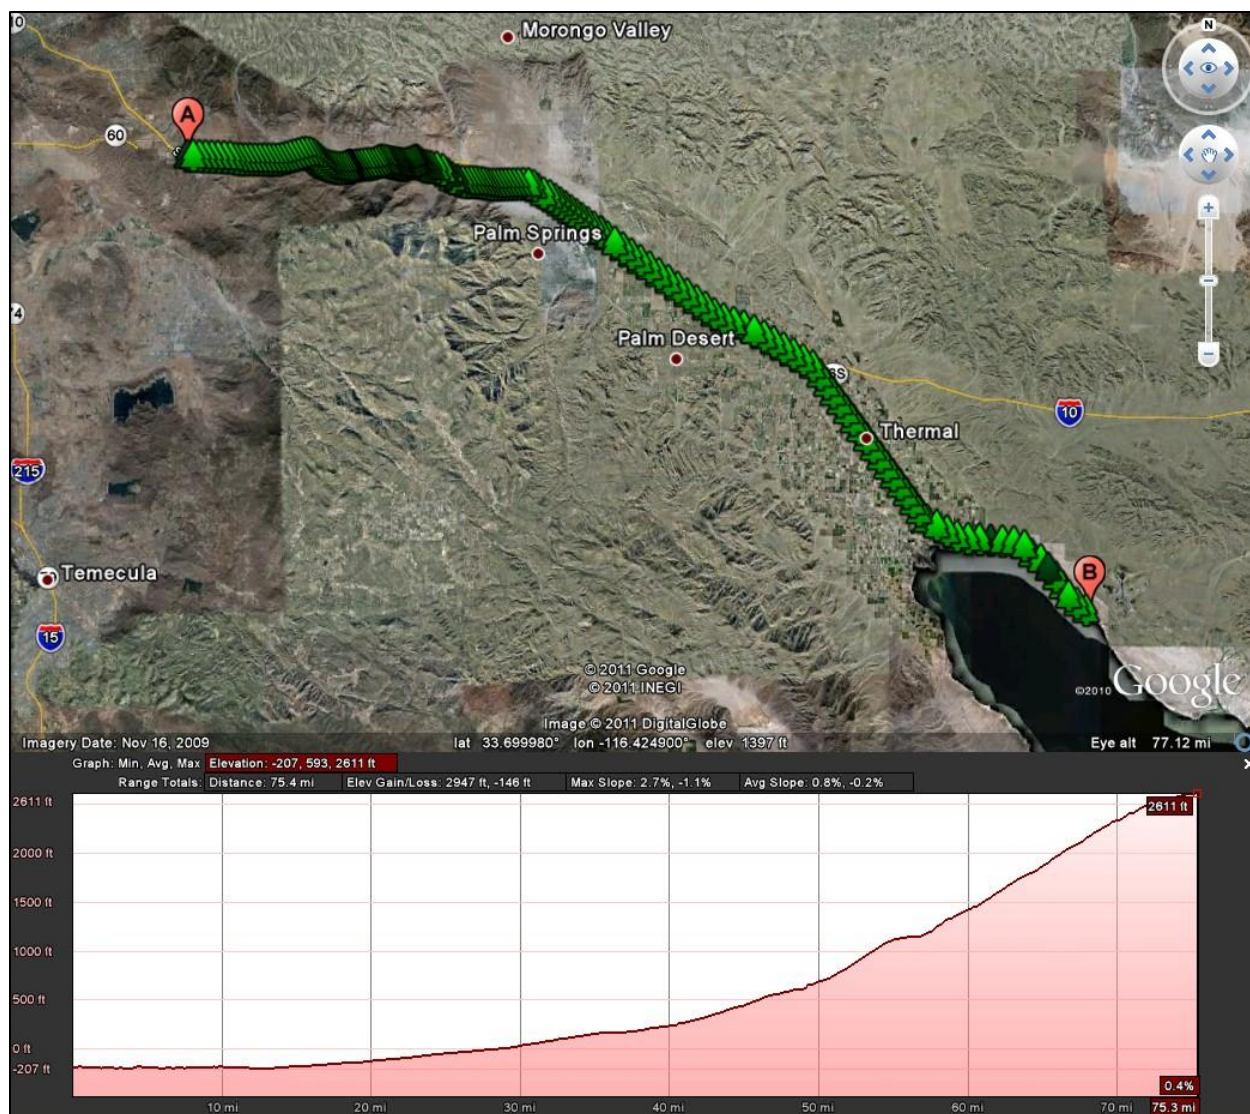 Morongo Valley
N
A
60
Palm Springs
Palm Desert
10
Thermal
215
B
Temecula
15
© 2011 Google
© 2011 INEGI
©2010 Google
Image © 2011 DigitalGlobe
Imagery Date: Nov 16, 2009 lat 33.699980° lon -116.424900° elev 1397 ft Eye alt 77.12 mi
Graph: Min, Avg, Max Elevation: -207, 593, 2611 ft
Range Totals: Distance: 75.4 mi Elev Gain/Loss: 2947 ft, -146 ft Max Slope: 2.7%, -1.1% Avg Slope: 0.8%, -0.2%
2611 ft
2611 ft
2000 ft
1500 ft
1000 ft
500 ft
0 ft
-207 ft
0.4%
10 mi 20 mi 30 mi 40 mi 50 mi 60 mi 70 mi 75.3 mi